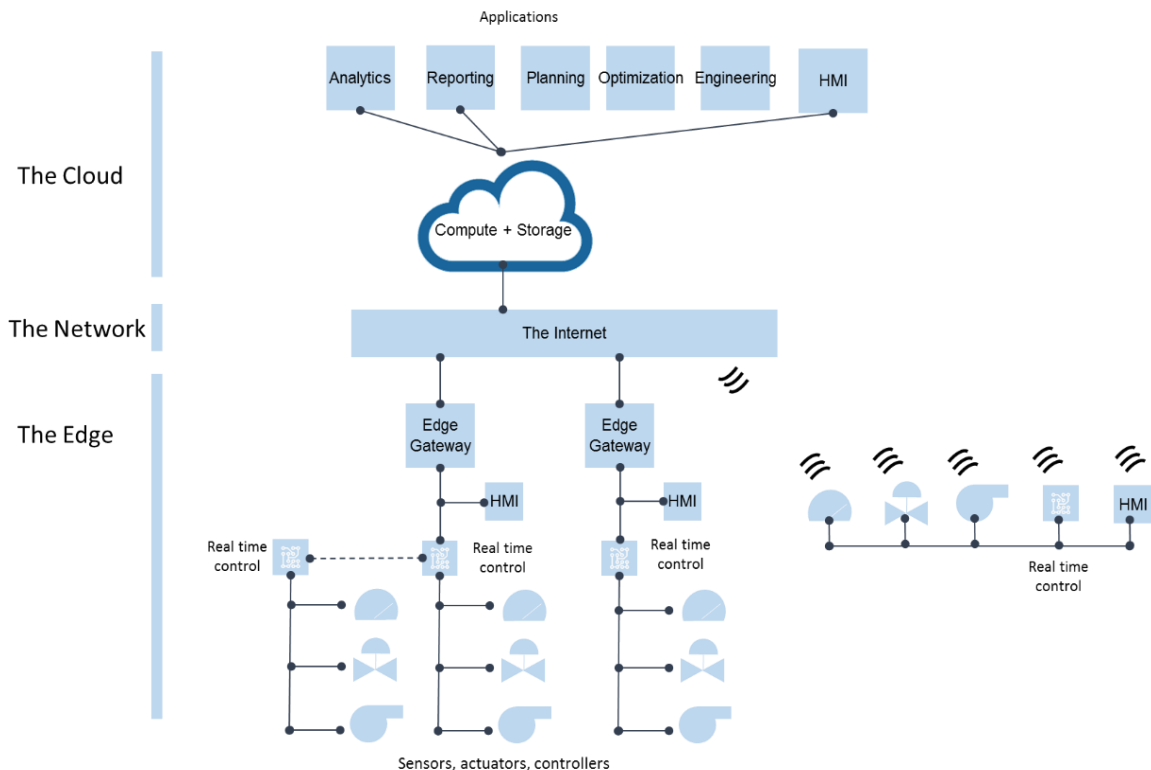 Applications
Analytics
Reporting
Planning
Optimization
Engineering
HMI
The Cloud
Compute + Storage
The Network
The Internet
The Edge
Edge
Gateway
Edge
Gateway
HMI
HMI
HMI
Real time
control
Real time
control
Real time
control
Real time
control
Sensors, actuators, controllers